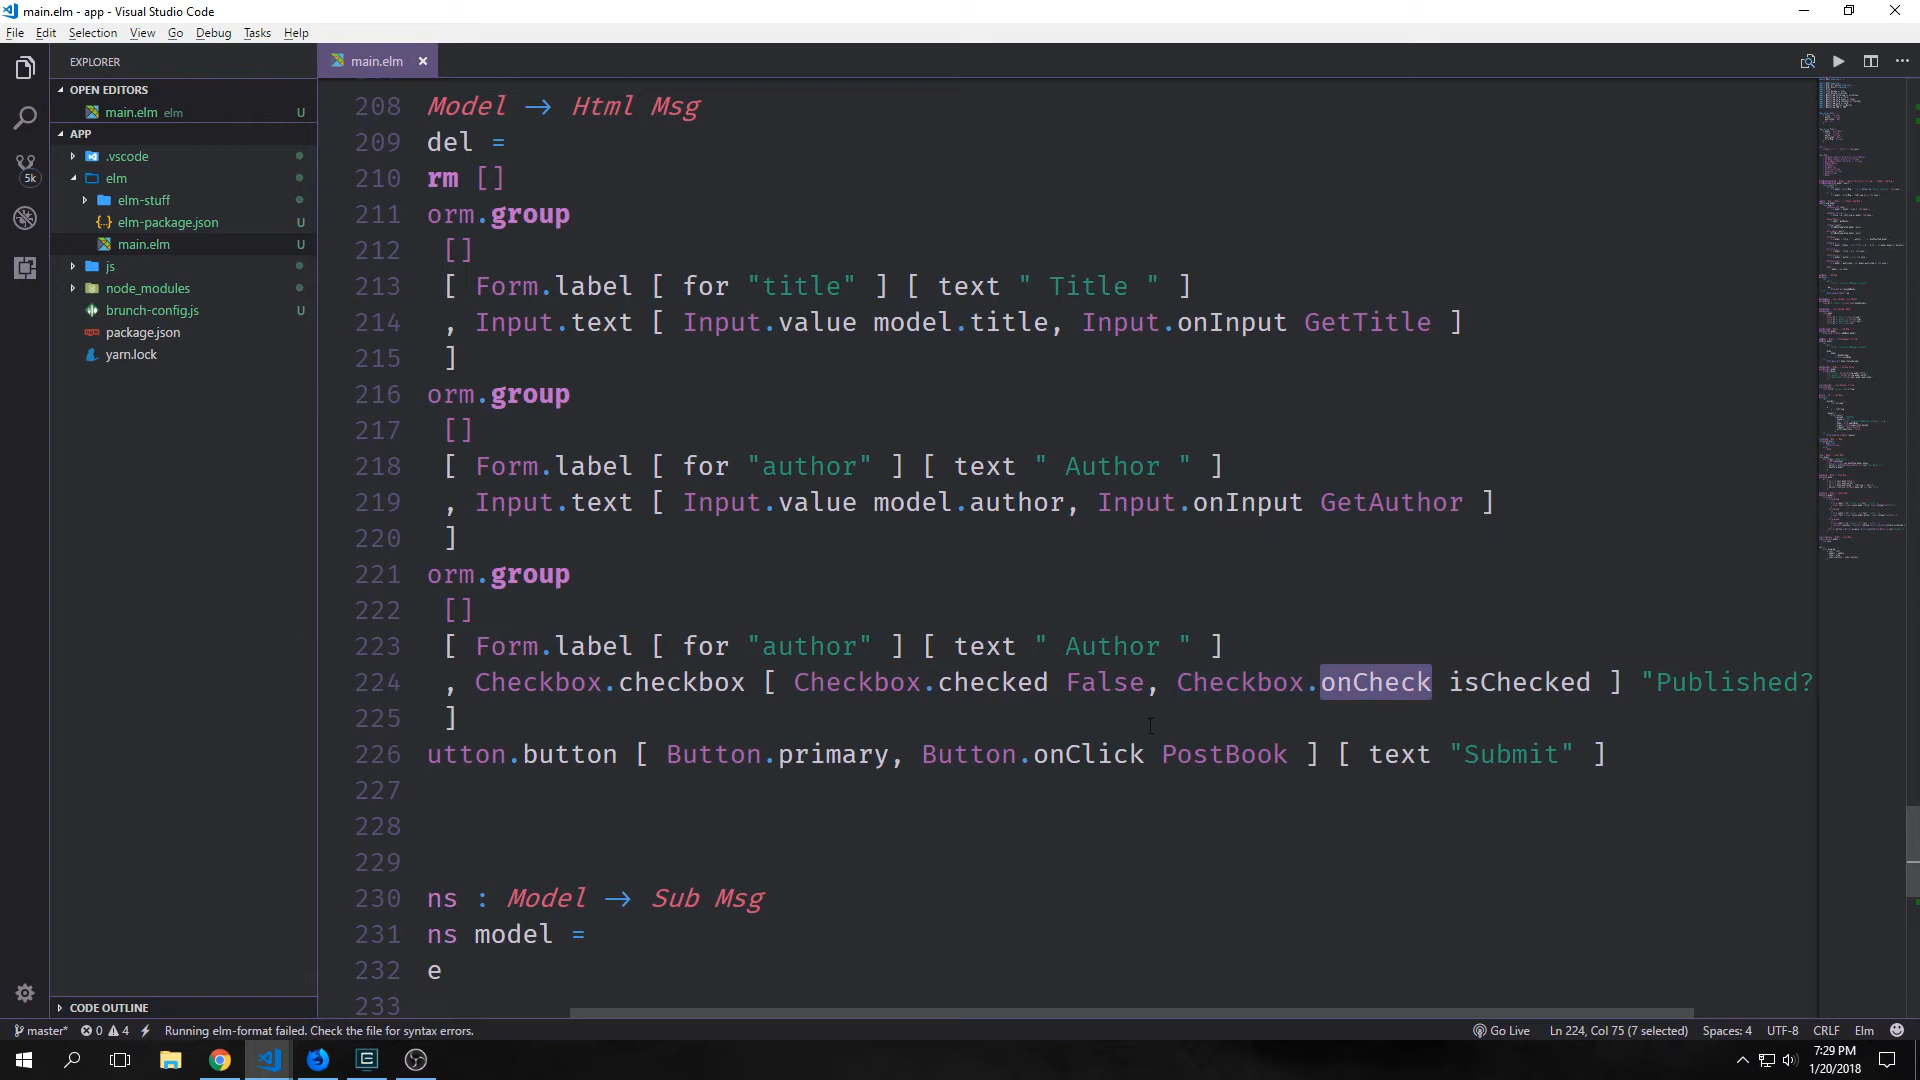 main.elm - app - Visual Studio Code
File Edit Selection View Go Debug Tasks Help
EXPLORER
main.elm
OPEN EDITORS
main.elm elm U
APP
.vscode
elm
elm-stuff
elm-package.json U
main.elm U
js
node_modules
brunch-config.js U
package.json
yarn.lock
5k
208 Model → Html Msg
209 del =
210 rm []
211 orm.group
212 []
213 [ Form.label [ for "title" ] [ text " Title " ]
214 , Input.text [ Input.value model.title, Input.onInput GetTitle ]
215 ]
216 orm.group
217 []
218 [ Form.label [ for "author" ] [ text " Author " ]
219 , Input.text [ Input.value model.author, Input.onInput GetAuthor ]
220 ]
221 orm.group
222 []
223 [ Form.label [ for "author" ] [ text " Author " ]
224 , Checkbox.checkbox [ Checkbox.checked False, Checkbox.onCheck isChecked ] "Published?
225 ]
226 utton.button [ Button.primary, Button.onClick PostBook ] [ text "Submit" ]
227
228
229
230 ns : Model → Sub Msg
231 ns model =
232 e
233
CODE OUTLINE
master* 0 4 Running elm-format failed. Check the file for syntax errors. Go Live Ln 224, Col 75 (7 selected) Spaces: 4 UTF-8 CRLF Elm
7:29 PM
1/20/2018